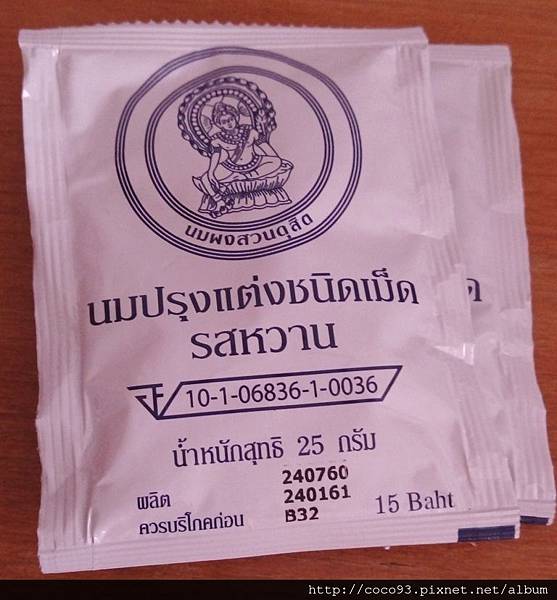 นมผงสวนดุสิต
นมปรุงแต่งชนิดเม็ด
รสหวาน
10-1-06836-1-0036
น้ำหนักสุทธิ 25 กรัม
ผลิต 240760
ควรบริโภคก่อน 240161
B32
15 Baht
ด
http://coco93.pixnet.net/album